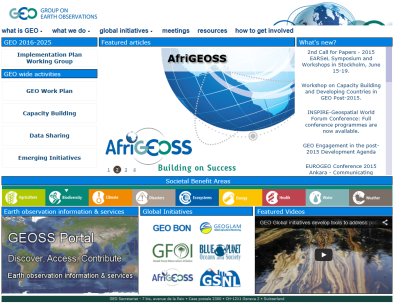 GEO GROUP ON
EARTH OBSERVATIONS
what is GEO
what we do
global initiatives
meetings
resources
how to get involved
GEO 2016-2025
Implementation Plan
Working Group
GEO wide activities
GEO Work Plan
Capacity Building
Data Sharing
Emerging Initiatives
Featured articles
AfriGEOSS
AfriGEOSS
Building on Success
1 2 3 4
What's new?
2nd Call for Papers - 2015
EARSeL Symposium and
Workshops in Stockholm, June
15-19.
Workshop on Capacity Building
and Developing Countries in
GEO Post-2015.
INSPIRE-Geospatial World
Forum Conference: Full
conference programmes are
now available.
GEO Engagement in the post-
2015 Development Agenda
EUROGEO Conference 2015
Ankara - Communicating
Societal Benefit Areas
Agriculture
Biodiversity
Climate
Disasters
Ecosystems
Energy
Health
Water
Weather
Earth observation information & services
GEOSS Portal
Discover, Access, Contribute
Earth observation information & services
Global Initiatives
GEO BON
GEOGLAM
GFOI
BLUE PLANET
AfriGEOSS
GSNL
Featured Videos
GEO Global Initiatives develop tools to address
GEO Secretariat - 7 bis, avenue de la Paix - Case postale 2300 - CH-1211 Geneva 2 - Switzerland